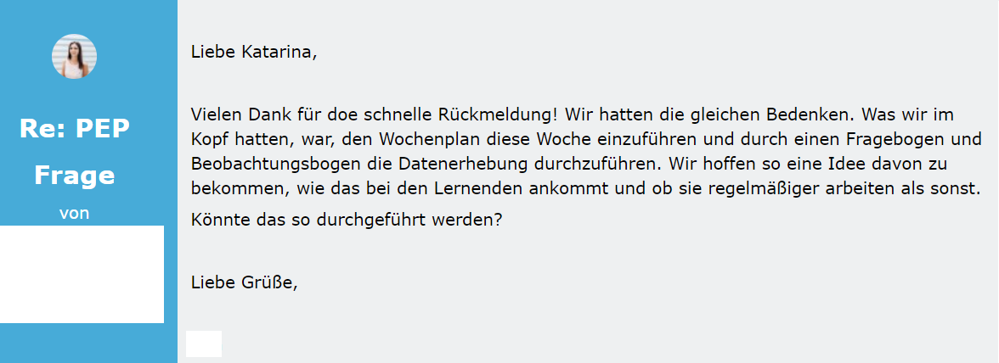 Re: PEP
Frage
von
Liebe Katarina,
Vielen Dank für doe schnelle Rückmeldung! Wir hatten die gleichen Bedenken. Was wir im
Kopf hatten, war, den Wochenplan diese Woche einzuführen und durch einen Fragebogen und
Beobachtungsbogen die Datenerhebung durchzuführen. Wir hoffen so eine Idee davon zu
bekommen, wie das bei den Lernenden ankommt und ob sie regelmäßiger arbeiten als sonst.
Könnte das so durchgeführt werden?
Liebe Grüße,